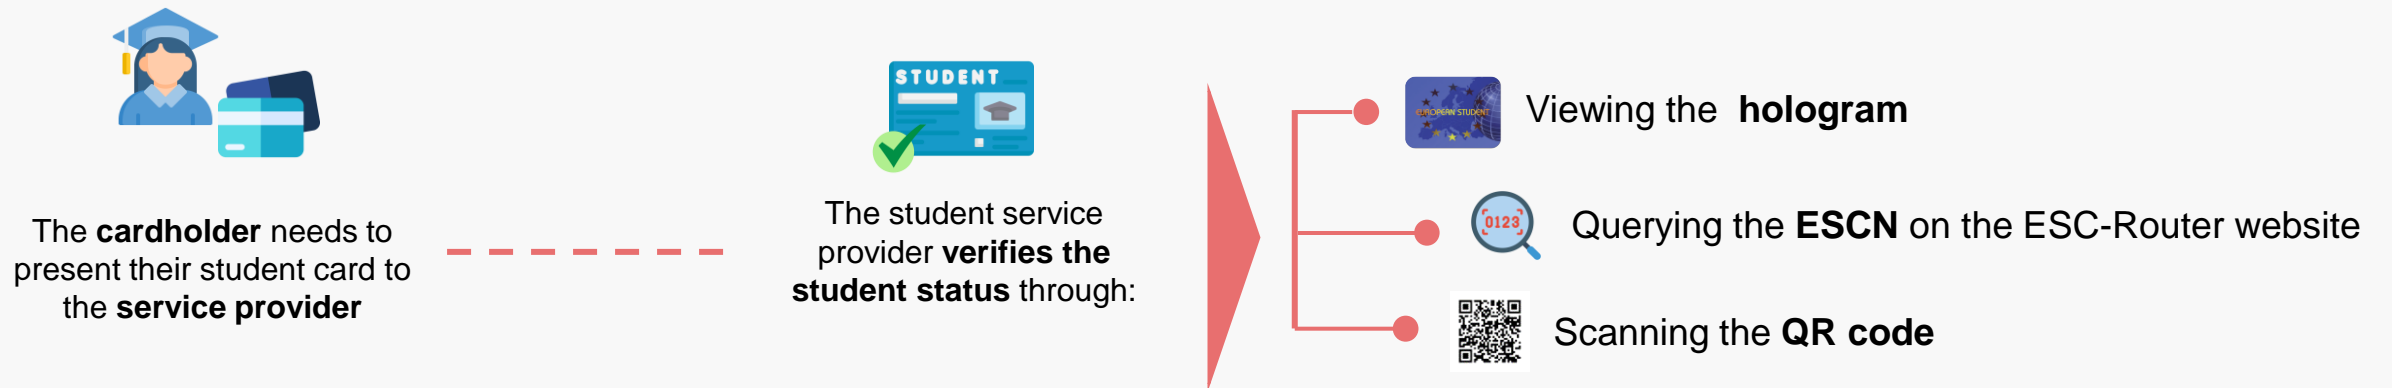 The cardholder needs to
present their student card to
the service provider
STUDENT
The student service
provider verifies the
student status through:
EUROPEAN STUDENT
Viewing the hologram
0123
Querying the ESCN on the ESC-Router website
Scanning the QR code